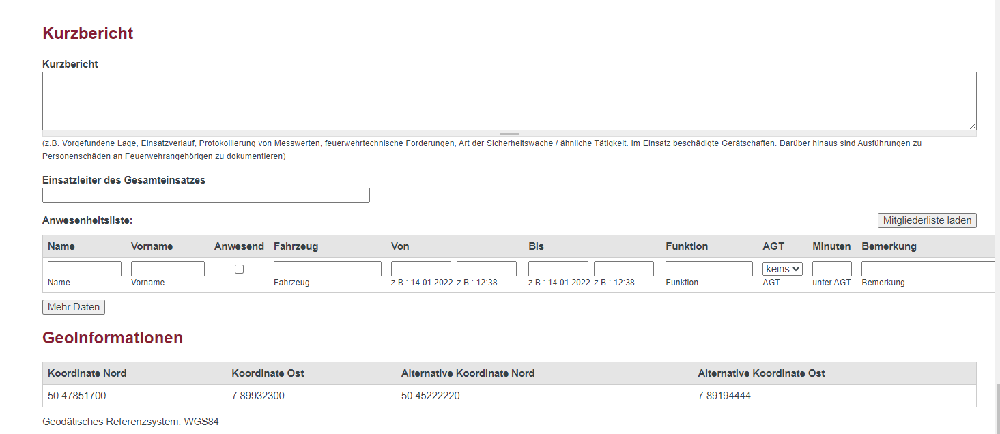 Kurzbericht
Kurzbericht
(z.B. Vorgefundene Lage, Einsatzverlauf, Protokollierung von Messwerten, feuerwehrtechnische Forderungen, Art der Sicherheitswache / ähnliche Tätigkeit. Im Einsatz beschädigte Gerätschaften. Darüber hinaus sind Ausführungen zu
Personenschäden an Feuerwehrangehörigen zu dokumentieren)
Einsatzleiter des Gesamteinsatzes
Anwesenheitsliste: Mitgliederliste laden
Name Vorname Anwesend Fahrzeug Von Bis Funktion AGT Minuten Bemerkung
keins
Name Vorname Fahrzeug z.B.: 14.01.2022 z.B.: 12:38 z.B.: 14.01.2022 z.B.: 12:38 Funktion AGT unter AGT Bemerkung
Mehr Daten
Geoinformationen
Koordinate Nord Koordinate Ost Alternative Koordinate Nord Alternative Koordinate Ost
50.47851700 7.89932300 50.45222220 7.89194444
Geodätisches Referenzsystem: WGS84